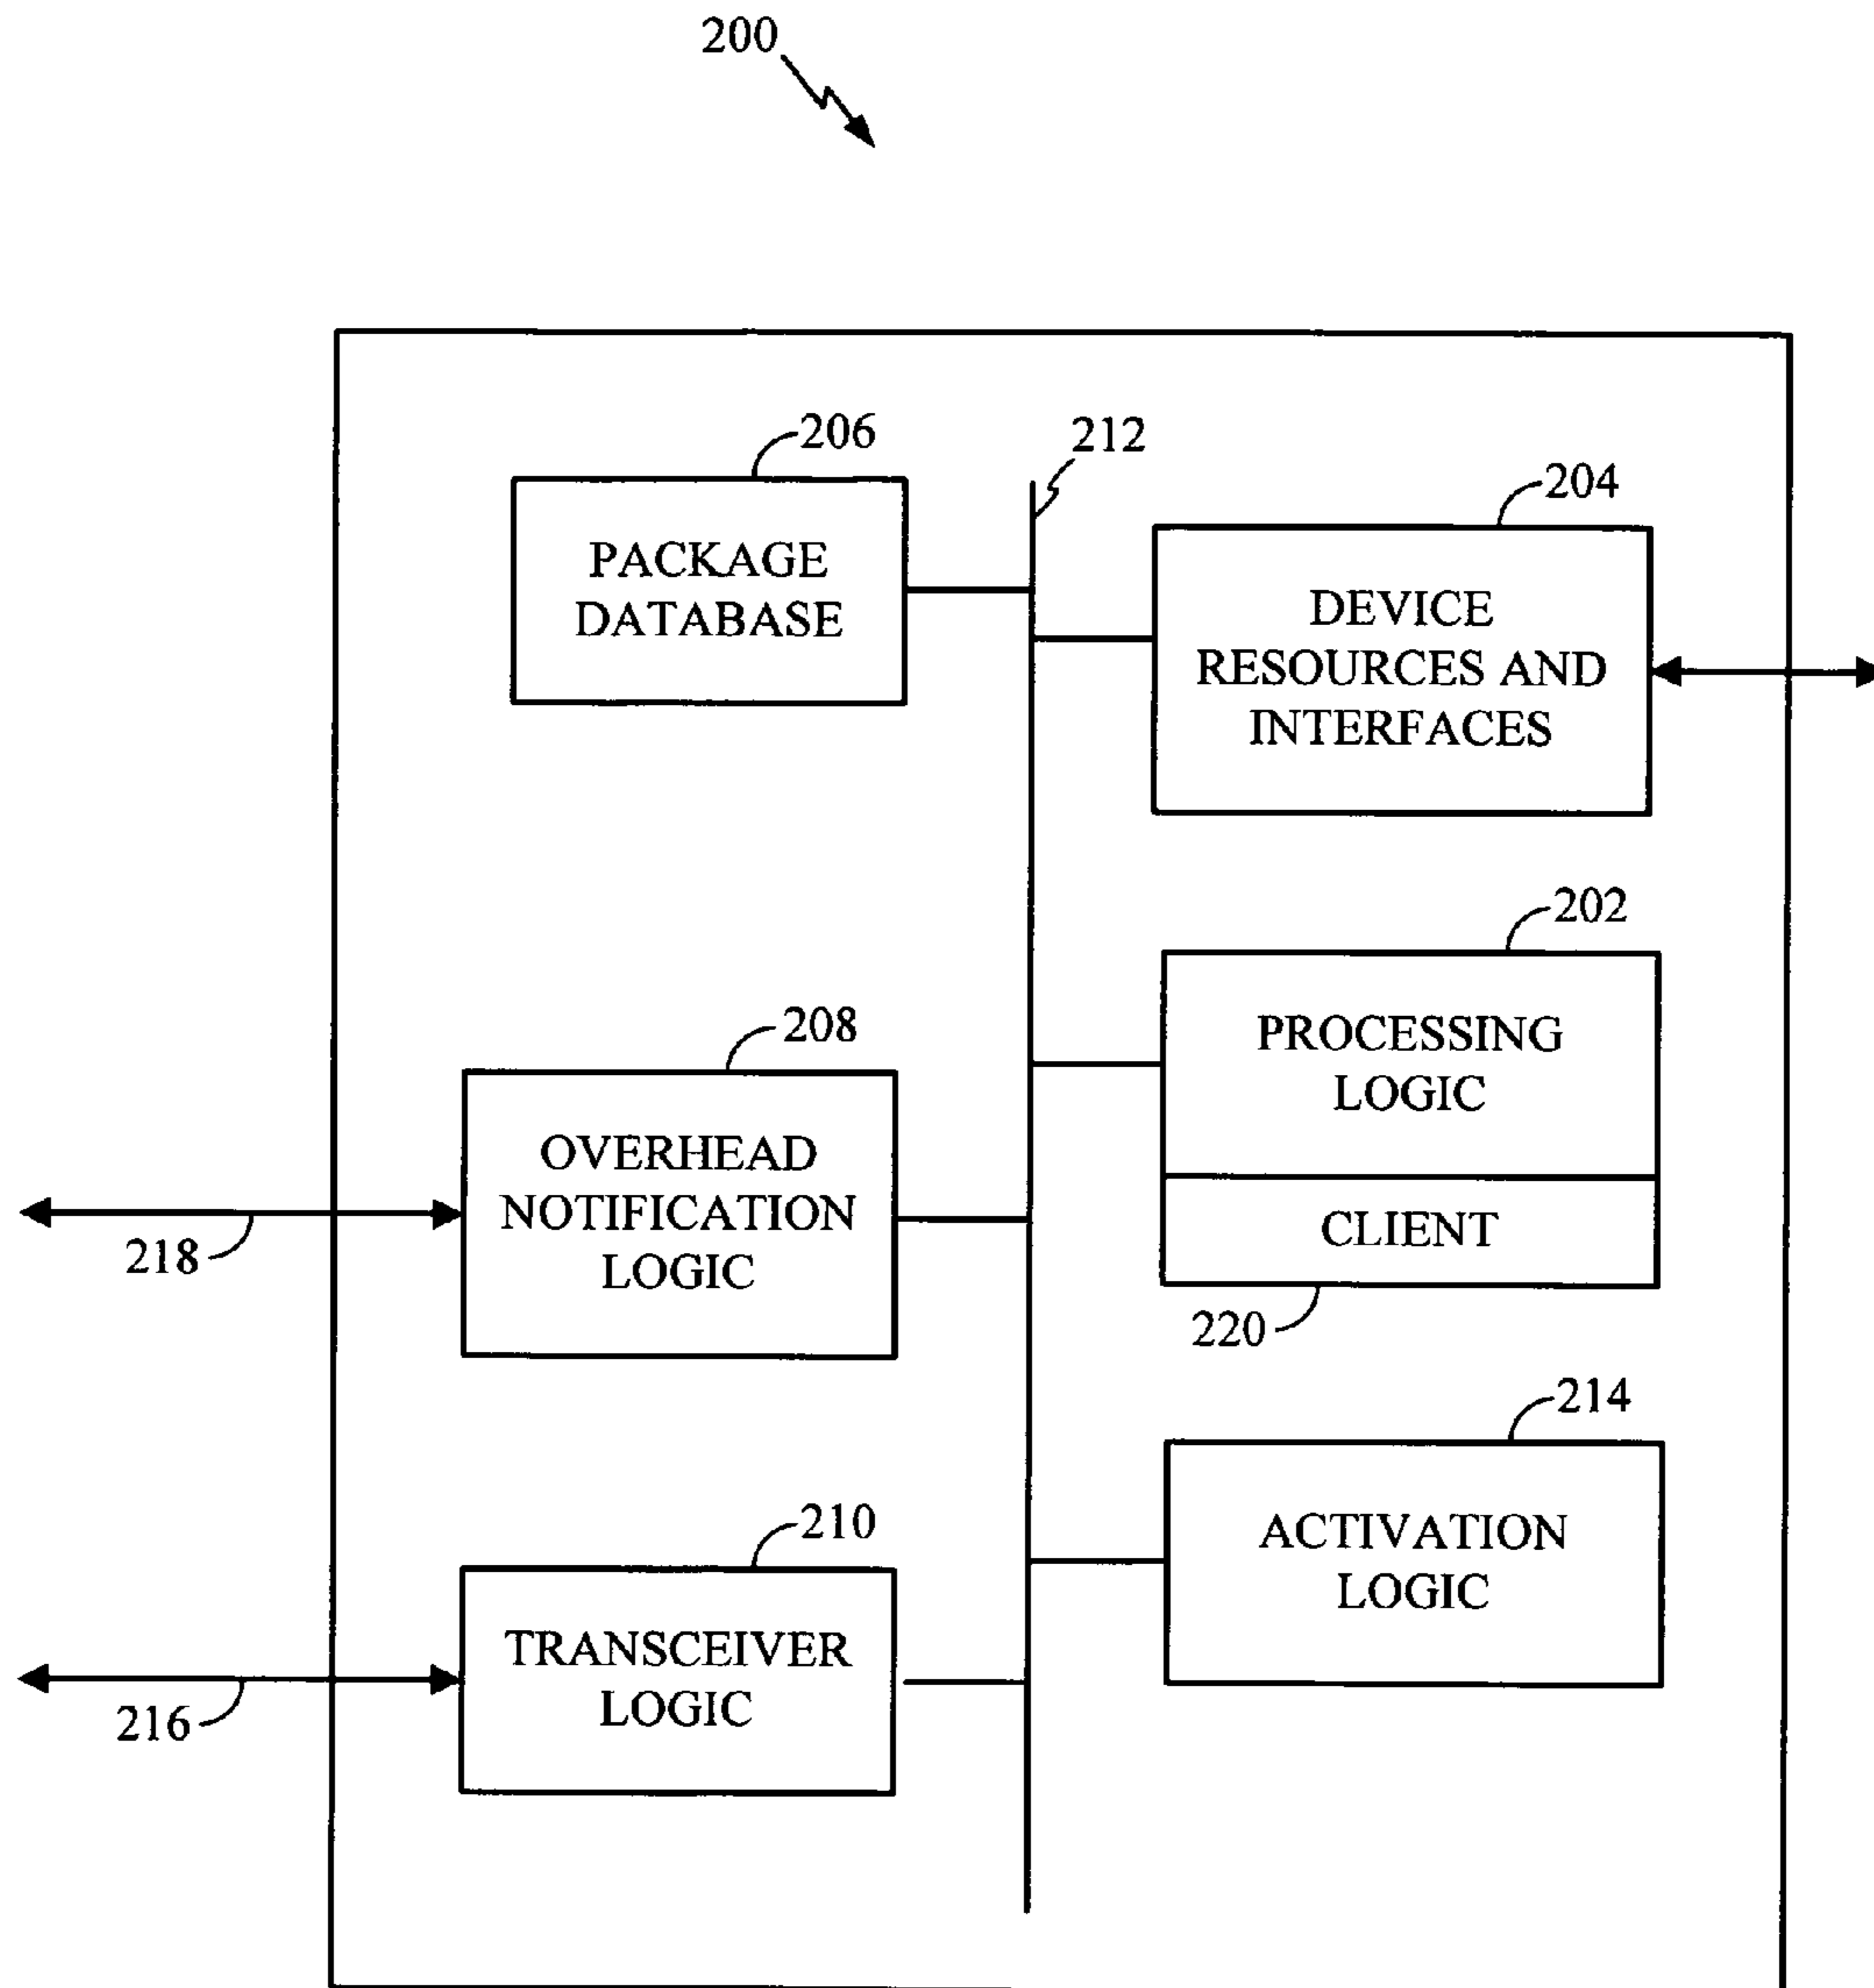 200
206
212
204
PACKAGE
DATABASE
DEVICE
RESOURCES AND
INTERFACES
202
208
PROCESSING
LOGIC
OVERHEAD
NOTIFICATION
LOGIC
218
CLIENT
220
214
210
ACTIVATION
LOGIC
TRANSCEIVER
LOGIC
216